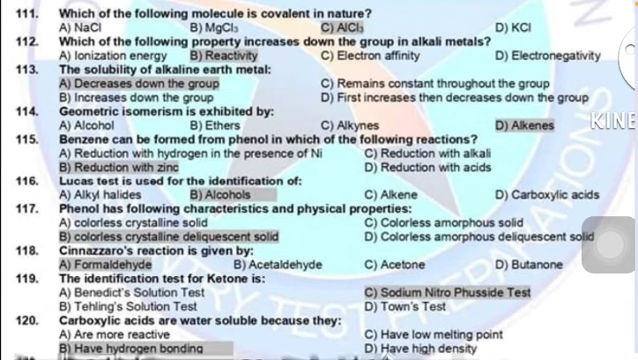 111. Which of the following molecule is covalent in nature?
A) NaCl B) MgCl₃ C) AlCl₃ D) KCl
112. Which of the following property increases down the group in alkali metals?
A) Ionization energy B) Reactivity C) Electron affinity D) Electronegativity
113. The solubility of alkaline earth metal:
A) Decreases down the group C) Remains constant throughout the group
B) Increases down the group D) First increases then decreases down the group
114. Geometric isomerism is exhibited by:
A) Alcohol B) Ethers C) Alkynes D) Alkenes
KINE
115. Benzene can be formed from phenol in which of the following reactions?
A) Reduction with hydrogen in the presence of Ni C) Reduction with alkali
B) Reduction with zinc D) Reduction with acids
116. Lucas test is used for the identification of:
A) Alkyl halides B) Alcohols C) Alkene D) Carboxylic acids
117. Phenol has following characteristics and physical properties:
A) colorless crystalline solid C) Colorless amorphous solid
B) colorless crystalline deliquescent solid D) Colorless amorphous deliquescent solid
118. Cinnazzaro's reaction is given by:
A) Formaldehyde B) Acetaldehyde C) Acetone D) Butanone
119. The identification test for Ketone is:
A) Benedict's Solution Test C) Sodium Nitro Phusside Test
B) Tehling's Solution Test D) Town's Test
120. Carboxylic acids are water soluble because they:
A) Are more reactive C) Have low melting point
B) Have hydrogen bonding D) Have high density